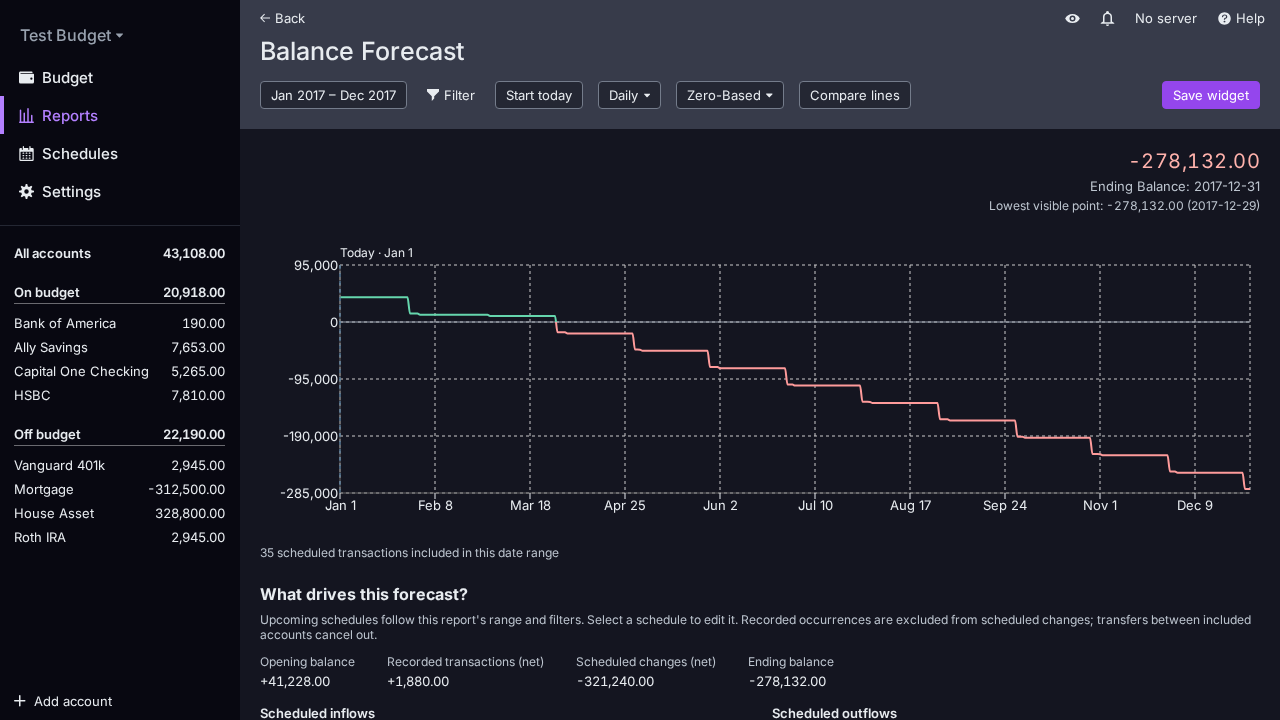 Test Budget
Budget
Reports
Schedules
Settings
All accounts 43,108.00
On budget 20,918.00
Bank of America 190.00
Ally Savings 7,653.00
Capital One Checking 5,265.00
HSBC 7,810.00
Off budget 22,190.00
Vanguard 401k 2,945.00
Mortgage -312,500.00
House Asset 328,800.00
Roth IRA 2,945.00
Add account
Back
No server
Help
Balance Forecast
Jan 2017 – Dec 2017
Filter
Start today
Daily
Zero-Based
Compare lines
Save widget
-278,132.00
Ending Balance: 2017-12-31
Lowest visible point: -278,132.00 (2017-12-29)
Today · Jan 1
95,000
0
-95,000
-190,000
-285,000
Jan 1 Feb 8 Mar 18 Apr 25 Jun 2 Jul 10 Aug 17 Sep 24 Nov 1 Dec 9
35 scheduled transactions included in this date range
What drives this forecast?
Upcoming schedules follow this report's range and filters. Select a schedule to edit it. Recorded occurrences are excluded from scheduled changes; transfers between included
accounts cancel out.
Opening balance Recorded transactions (net) Scheduled changes (net) Ending balance
+41,228.00 +1,880.00 -321,240.00 -278,132.00
Scheduled inflows Scheduled outflows